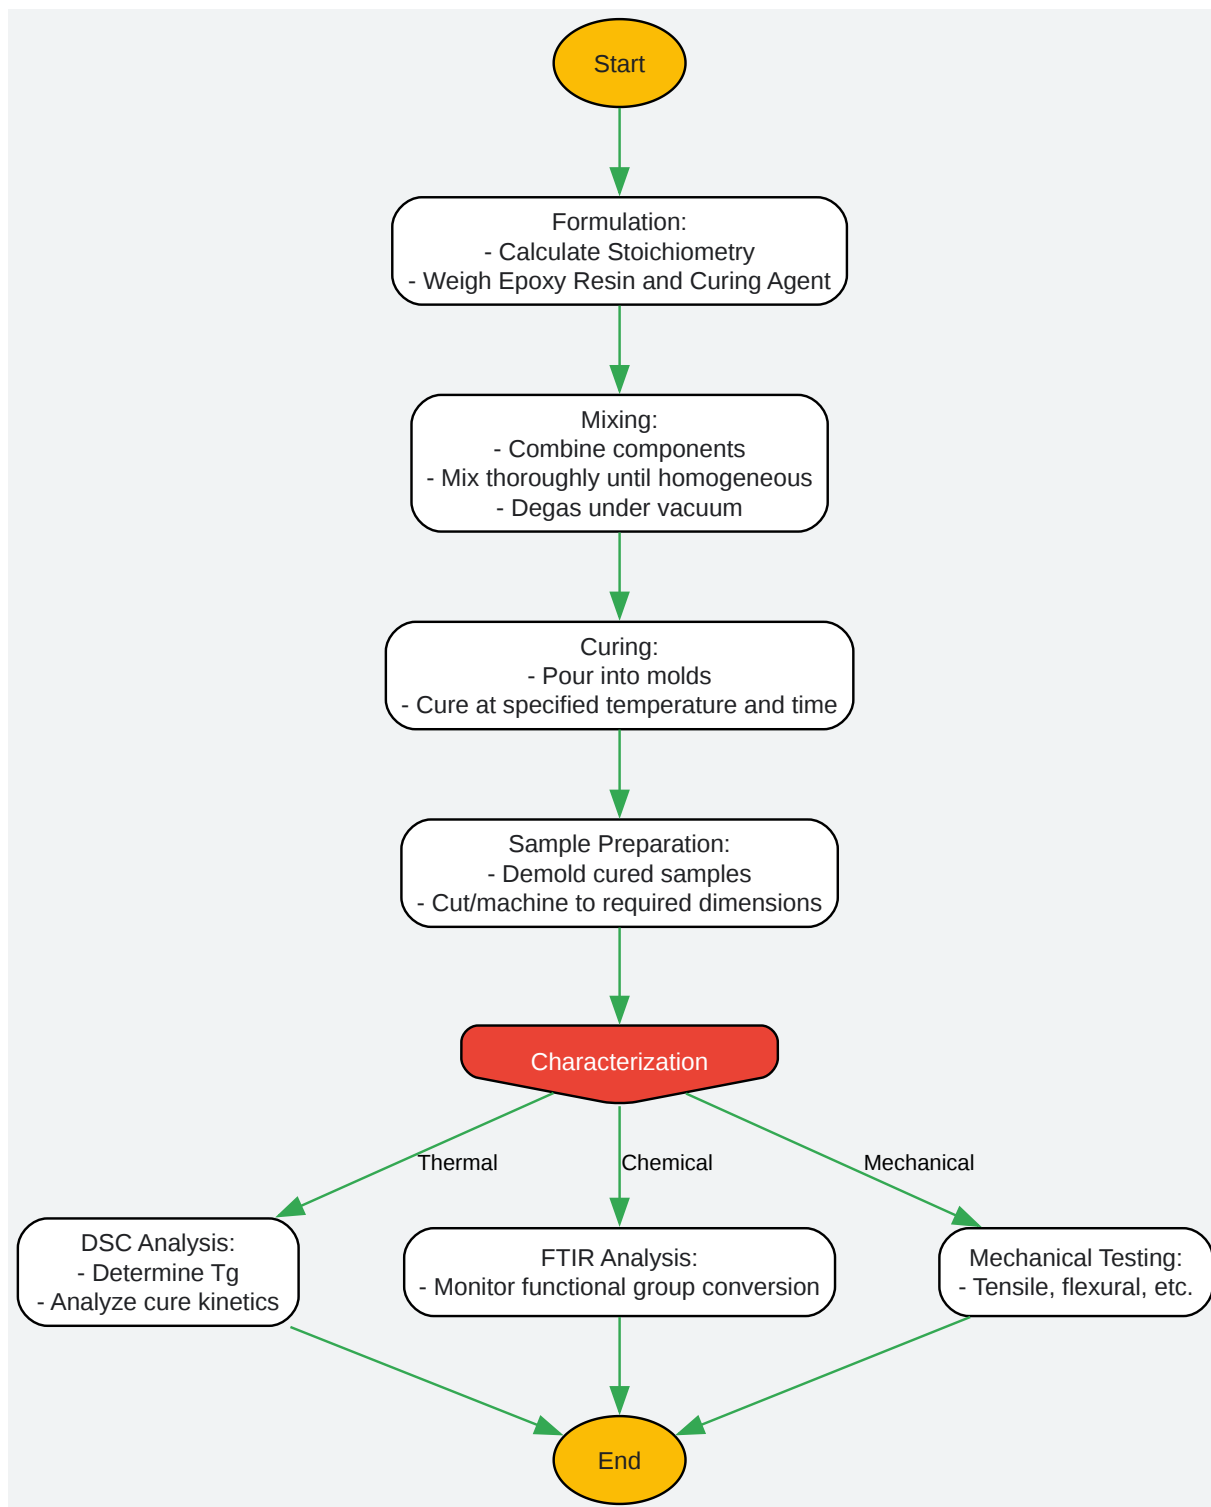 Start
Formulation:
- Calculate Stoichiometry
- Weigh Epoxy Resin and Curing Agent
Mixing:
- Combine components
- Mix thoroughly until homogeneous
- Degas under vacuum
Curing:
- Pour into molds
- Cure at specified temperature and time
Sample Preparation:
- Demold cured samples
- Cut/machine to required dimensions
Characterization
Thermal
Chemical
Mechanical
DSC Analysis:
- Determine Tg
- Analyze cure kinetics
FTIR Analysis:
- Monitor functional group conversion
Mechanical Testing:
- Tensile, flexural, etc.
End